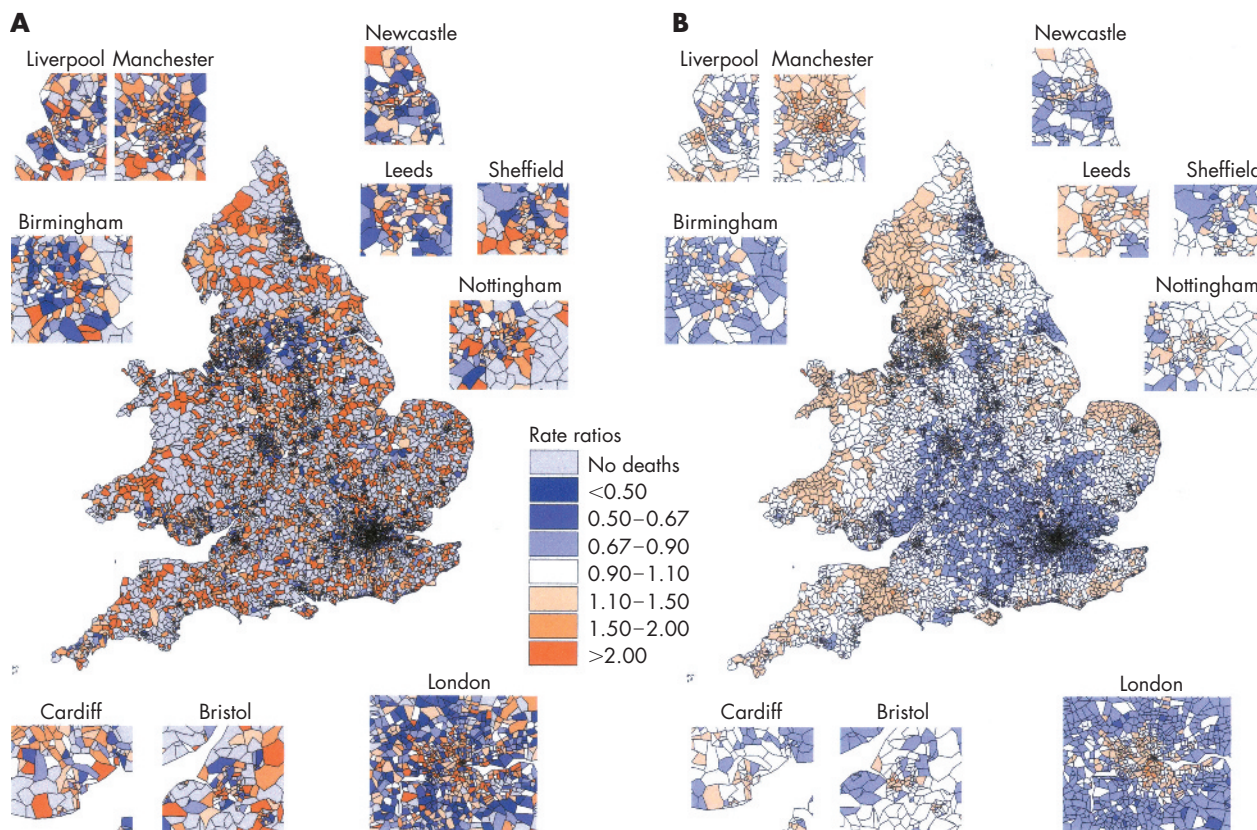 A
Newcastle
Liverpool Manchester
Leeds Sheffield
Birmingham
Nottingham
Rate ratios
No deaths
<0.50
0.50–0.67
0.67–0.90
0.90–1.10
1.10–1.50
1.50–2.00
>2.00
London
Cardiff Bristol
B
Newcastle
Liverpool Manchester
Leeds Sheffield
Birmingham
Nottingham
London
Cardiff Bristol